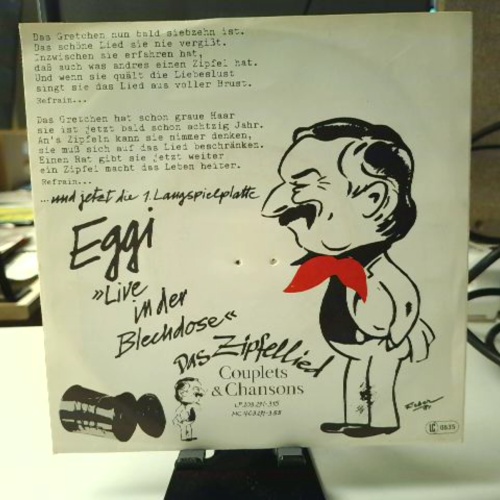 Das Gretchen nun bald siebzehn ist.
Das schöne Lied sie nie vergißt.
Inzwischen sie erfahren hat,
daß auch was andres einen Zipfel hat.
Und wenn sie quält die Liebeslust
singt sie das Lied aus voller Brust.
Refrain...
Das Gretchen hat schon graue Haar
sie ist jetzt bald schon achtzig Jahr.
An's Zipfeln kann sie nimmer denken,
sie muß sich auf das Lied beschränken.
Einen Rat gibt sie jetzt weiter
ein Zipfel macht das Leben heiter.
Refrain...
...und jetzt die 1. Langspielplatte
Eggi
»Live
in der
Blechdose«
Das Zipfellied
Couplets
& Chansons
LC 0835